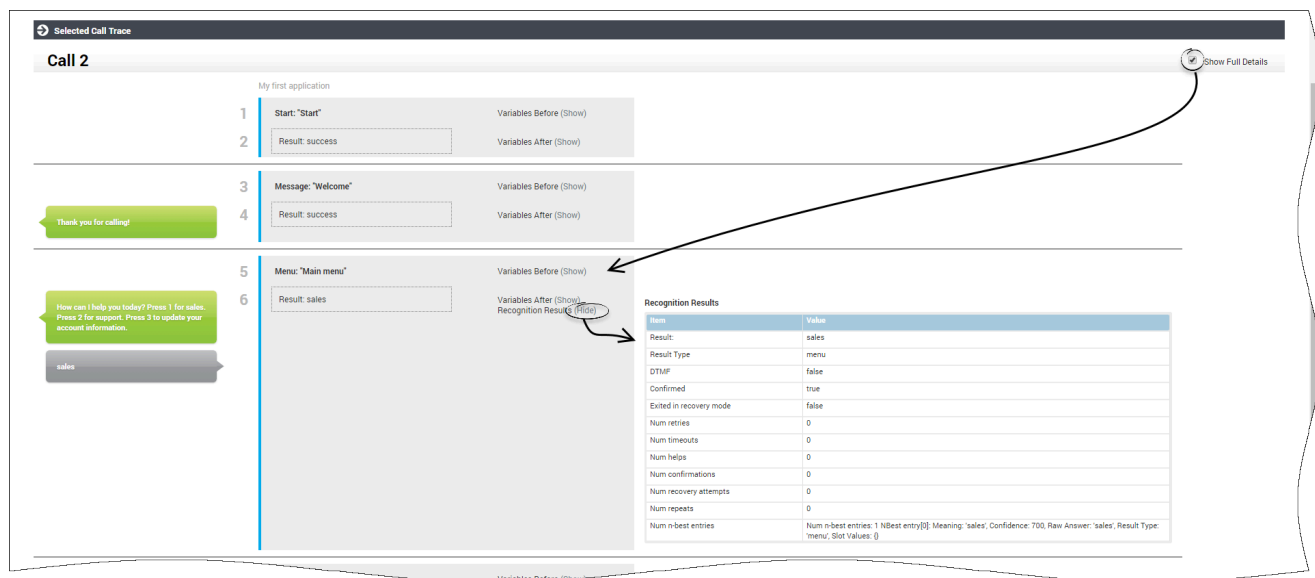 Selected Call Trace
Call 2
Show Full Details
My first application
1 Start: "Start" Variables Before (Show)
2 Result: success Variables After (Show)
3 Message: "Welcome" Variables Before (Show)
Thank you for calling!
4 Result: success Variables After (Show)
5 Menu: "Main menu" Variables Before (Show)
How can I help you today? Press 1 for sales.
Press 2 for support. Press 3 to update your
account information.
sales
6 Result: sales Variables After (Show)
Recognition Results (Hide)
Recognition Results
Item Value
Result: sales
Result Type menu
DTMF false
Confirmed true
Exited in recovery mode false
Num retries 0
Num timeouts 0
Num helps 0
Num confirmations 0
Num recovery attempts 0
Num repeats 0
Num n-best entries Num n-best entries: 1 NBest entry[0]: Meaning: 'sales', Confidence: 700, Raw Answer: 'sales', Result Type:
'menu', Slot Values: {}